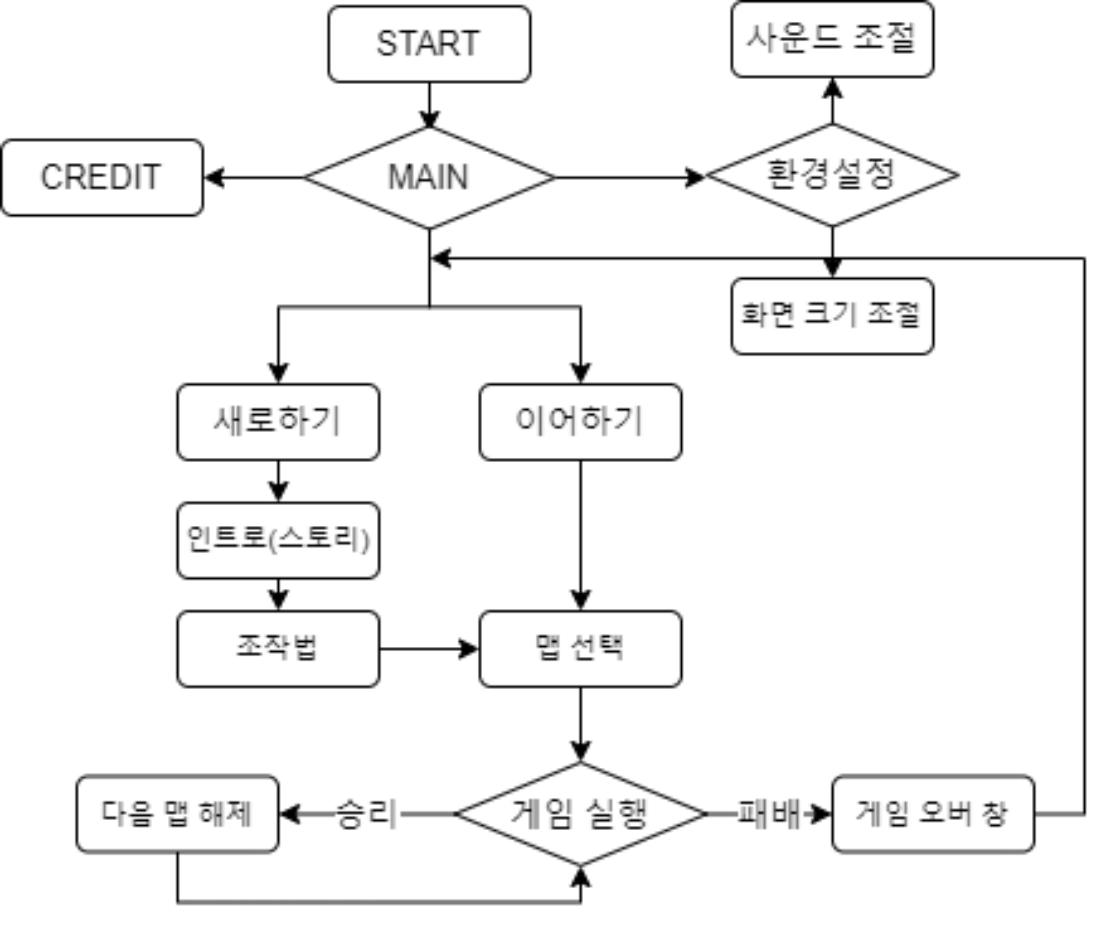 START
사운드 조절
CREDIT
MAIN
환경설정
화면 크기 조절
새로하기
이어하기
인트로(스토리)
조작법
맵 선택
다음 맵 해제
승리
게임 실행
패배
게임 오버 창